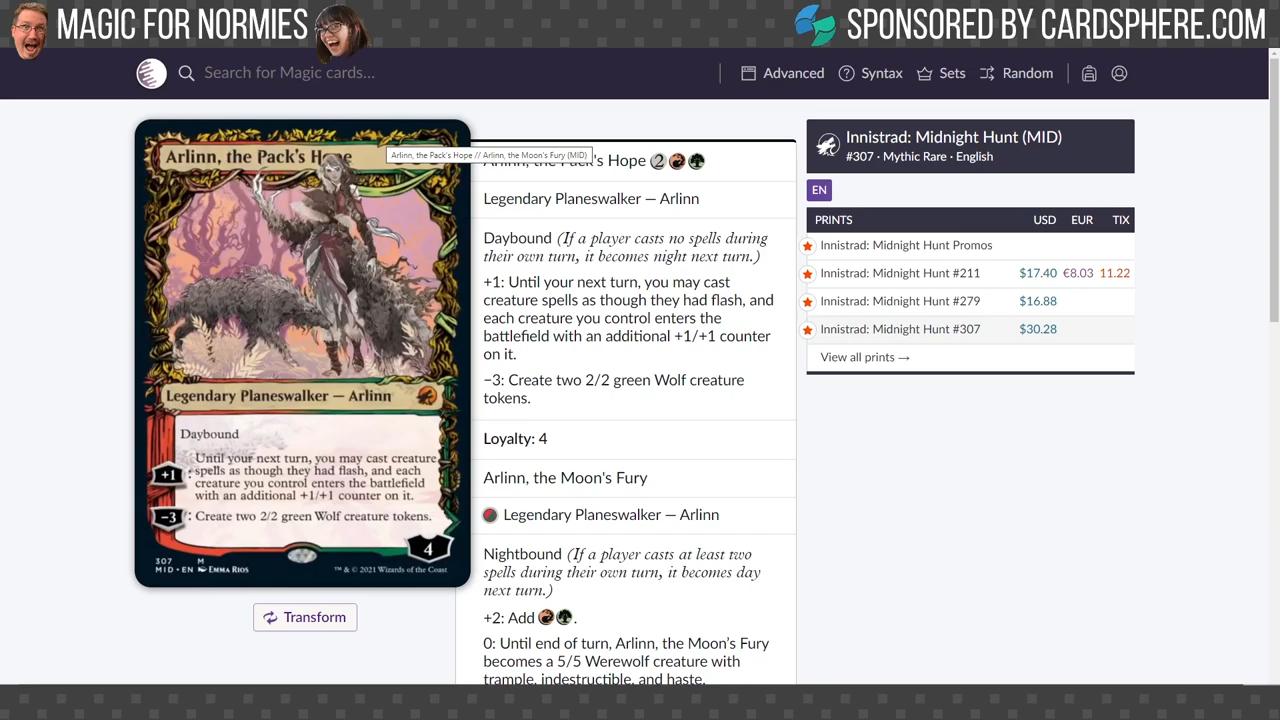 MAGIC FOR NORMIES
SPONSORED BY CARDSPHERE.COM
Search for Magic cards...
Advanced
Syntax
Sets
Random
Arlinn, the Pack's Hope
Daybound
+1
: Until your next turn, you may cast creature
spells as though they had flash, and each
creature you control enters the battlefield
with an additional +1/+1 counter on it.
−3
: Create two 2/2 green Wolf creature tokens.
Legendary Planeswalker — Arlinn
4
307 M
MID • EN EMMA RIOS
™ & © 2021 Wizards of the Coast
Transform
Arlinn, the Pack's Hope // Arlinn, the Moon's Fury (MID)
Arlinn, the Pack's Hope 2
Legendary Planeswalker — Arlinn
Daybound (If a player casts no spells during
their own turn, it becomes night next turn.)
+1: Until your next turn, you may cast
creature spells as though they had flash, and
each creature you control enters the
battlefield with an additional +1/+1 counter
on it.
−3: Create two 2/2 green Wolf creature
tokens.
Loyalty: 4
Arlinn, the Moon's Fury
Legendary Planeswalker — Arlinn
Nightbound (If a player casts at least two
spells during their own turn, it becomes day
next turn.)
+2: Add .
0: Until end of turn, Arlinn, the Moon's Fury
becomes a 5/5 Werewolf creature with
trample, indestructible, and haste.
Innistrad: Midnight Hunt (MID)
#307 · Mythic Rare · English
EN
PRINTS USD EUR TIX
Innistrad: Midnight Hunt Promos
Innistrad: Midnight Hunt #211 $17.40 €8.03 11.22
Innistrad: Midnight Hunt #279 $16.88
Innistrad: Midnight Hunt #307 $30.28
View all prints →